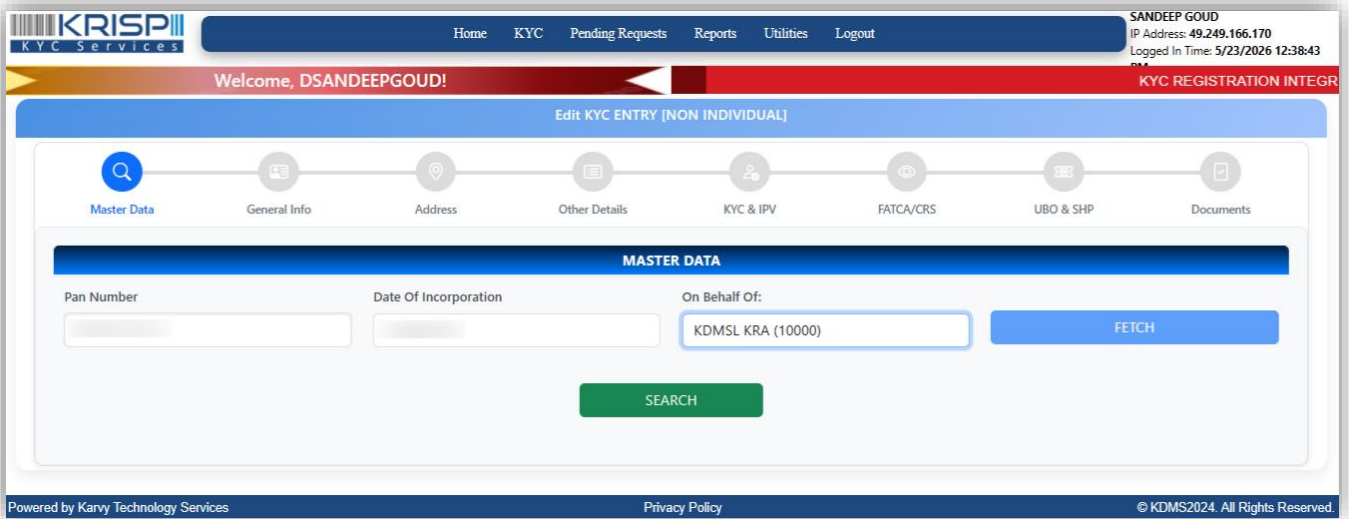 KRISP
KYC Services
Home KYC Pending Requests Reports Utilities Logout
SANDEEP GOUD
IP Address: 49.249.166.170
Logged In Time: 5/23/2026 12:38:43
Welcome, DSANDEEPGOUD!
KYC REGISTRATION INTEGR
Edit KYC ENTRY [NON INDIVIDUAL]
Master Data General Info Address Other Details KYC & IPV FATCA/CRS UBO & SHP Documents
MASTER DATA
Pan Number Date Of Incorporation On Behalf Of:
KDMSL KRA (10000) FETCH
SEARCH
Powered by Karvy Technology Services Privacy Policy © KDMS2024. All Rights Reserved.